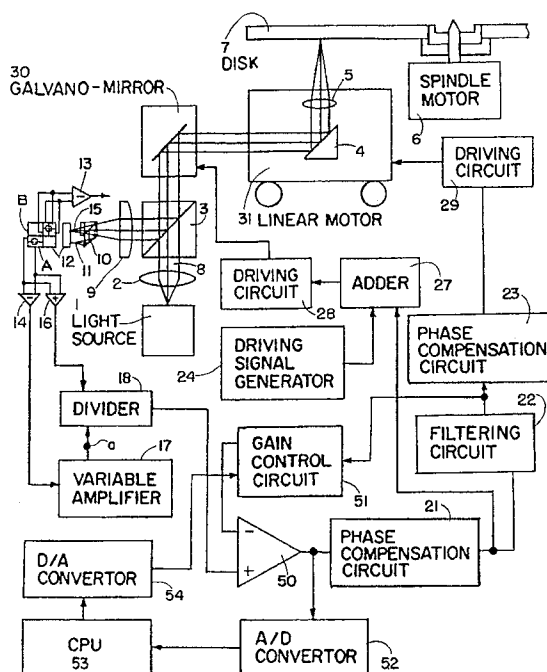 7 DISK
30 GALVANO-MIRROR
5
SPINDLE MOTOR
6
4
13
B
15
3
31 LINEAR MOTOR
DRIVING CIRCUIT
29
12
A
11
10
9
2
8
14
16
1 LIGHT SOURCE
DRIVING CIRCUIT
28
ADDER
27
23
PHASE COMPENSATION CIRCUIT
18
DIVIDER
24
DRIVING SIGNAL GENERATOR
22
FILTERING CIRCUIT
a
17
VARIABLE AMPLIFIER
GAIN CONTROL CIRCUIT
51
21
PHASE COMPENSATION CIRCUIT
D/A CONVERTOR
54
-
+
50
CPU
53
A/D CONVERTOR
52